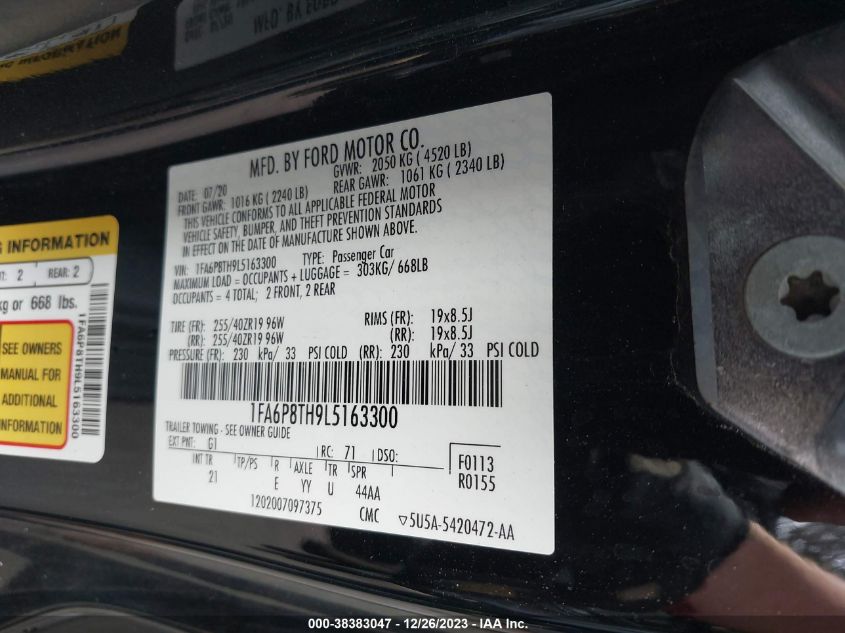 MFD. BY FORD MOTOR CO.
DATE: 07/20 GVWR: 2050 KG ( 4520 LB)
FRONT GAWR: 1016 KG ( 2240 LB) REAR GAWR: 1061 KG ( 2340 LB)
THIS VEHICLE CONFORMS TO ALL APPLICABLE FEDERAL MOTOR
VEHICLE SAFETY, BUMPER, AND THEFT PREVENTION STANDARDS
IN EFFECT ON THE DATE OF MANUFACTURE SHOWN ABOVE.
VIN: 1FA6P8TH9L5163300 TYPE: Passenger Car
MAXIMUM LOAD = OCCUPANTS + LUGGAGE = 303KG/ 668LB
OCCUPANTS = 4 TOTAL; 2 FRONT, 2 REAR
TIRE (FR): 255/40ZR19 96W RIMS (FR): 19x8.5J
(RR): 255/40ZR19 96W (RR): 19x8.5J
PRESSURE (FR): 230 kPa/ 33 PSI COLD (RR): 230 kPa/ 33 PSI COLD
1FA6P8TH9L5163300
TRAILER TOWING - SEE OWNER GUIDE
EXT PNT: G1 RC: 71 DSO:
INT TR TP/PS R AXLE TR SPR
21 E YY U 44AA
F0113
R0155
1202007097375 CMC 5U5A-5420472-AA
INFORMATION
: 2 REAR: 2
kg or 668 lbs.
SEE OWNERS
MANUAL FOR
ADDITIONAL
INFORMATION
1FA6P8TH9L5163300
000-38383047 - 12/26/2023 - IAA Inc.